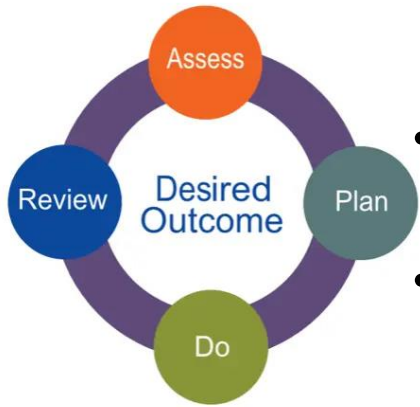 Assess
Review
Desired
Outcome
Plan
Do